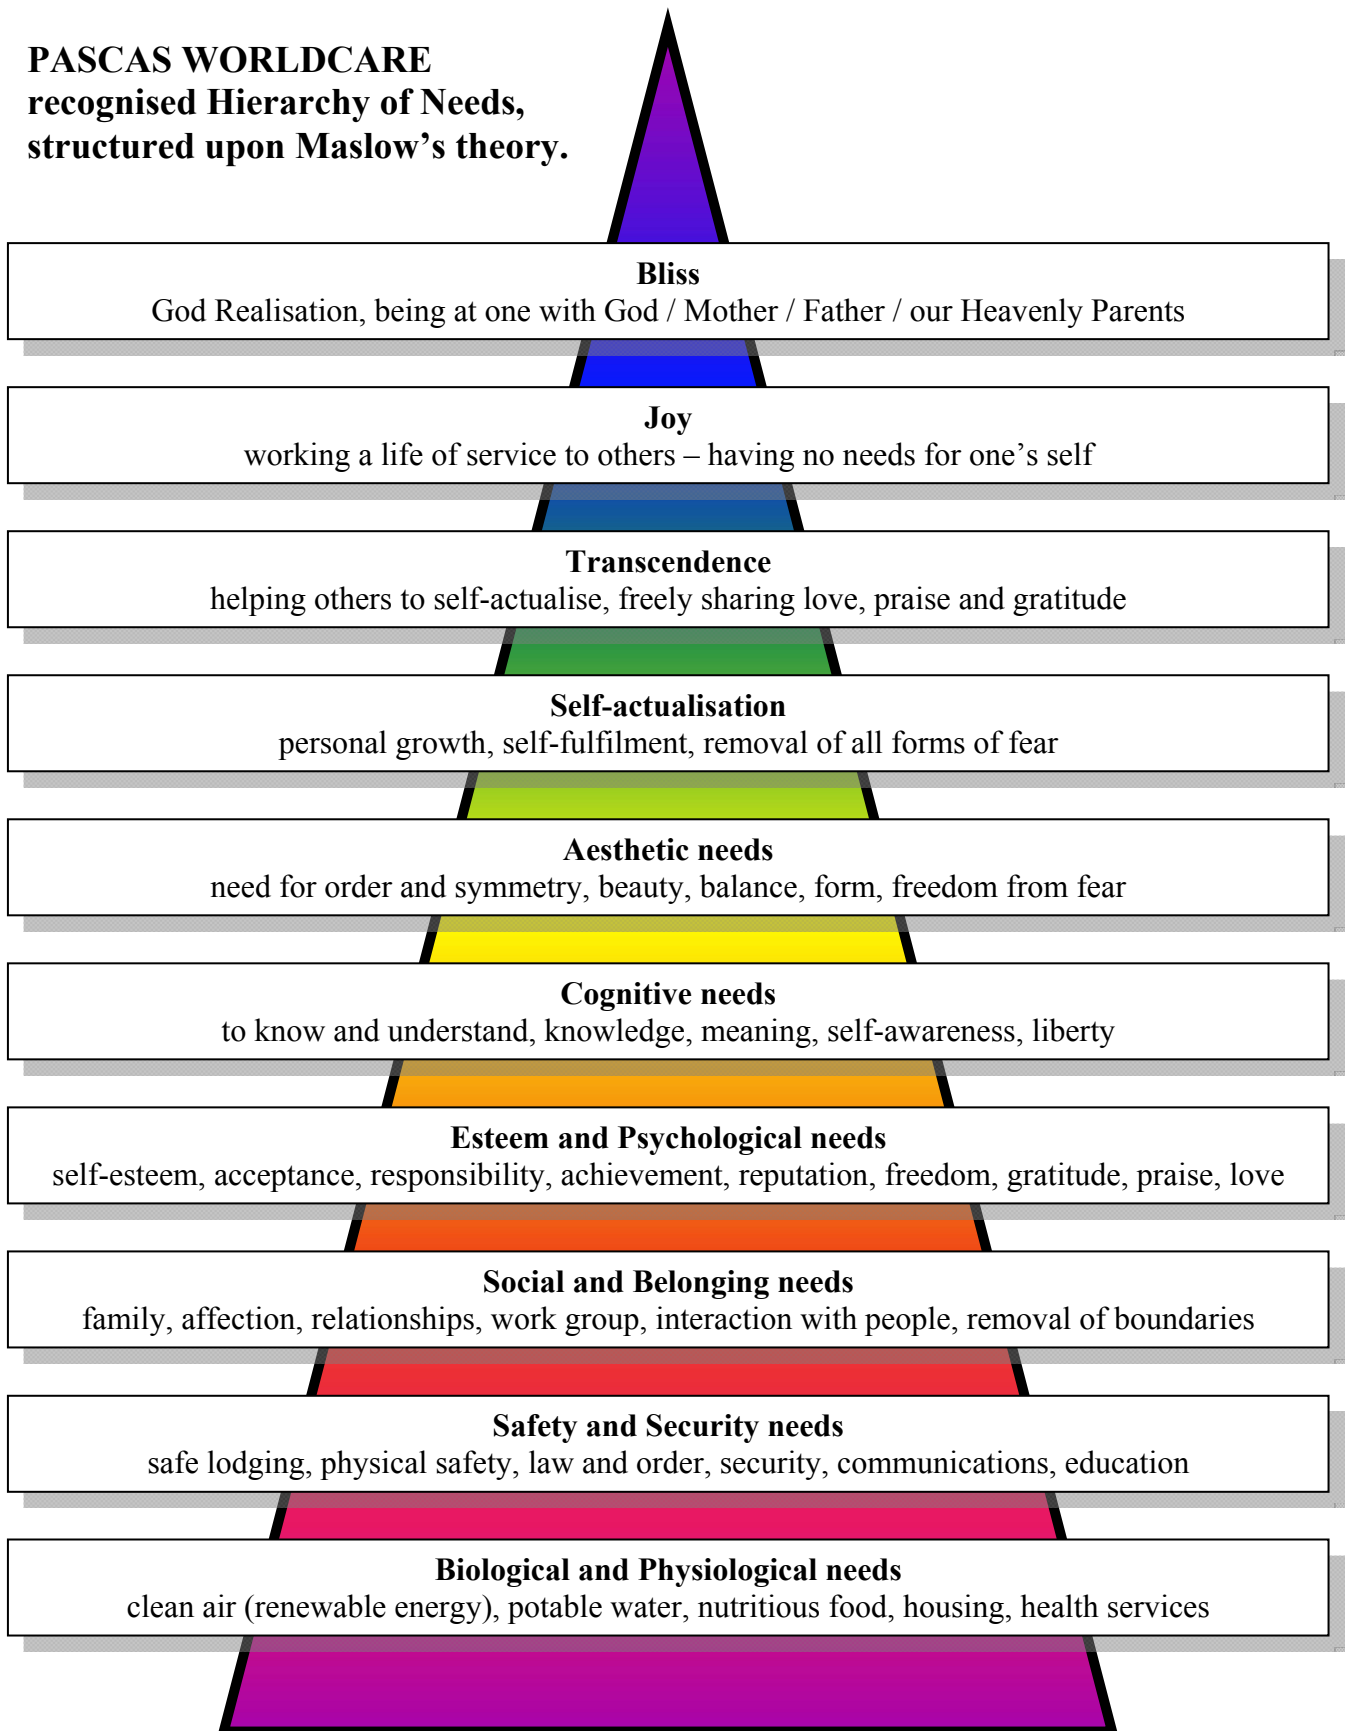 PASCAS WORLDCARE
recognised Hierarchy of Needs,
structured upon Maslow’s theory.
Bliss
God Realisation, being at one with God / Mother / Father / our Heavenly Parents
Joy
working a life of service to others – having no needs for one’s self
Transcendence
helping others to self-actualise, freely sharing love, praise and gratitude
Self-actualisation
personal growth, self-fulfilment, removal of all forms of fear
Aesthetic needs
need for order and symmetry, beauty, balance, form, freedom from fear
Cognitive needs
to know and understand, knowledge, meaning, self-awareness, liberty
Esteem and Psychological needs
self-esteem, acceptance, responsibility, achievement, reputation, freedom, gratitude, praise, love
Social and Belonging needs
family, affection, relationships, work group, interaction with people, removal of boundaries
Safety and Security needs
safe lodging, physical safety, law and order, security, communications, education
Biological and Physiological needs
clean air (renewable energy), potable water, nutritious food, housing, health services